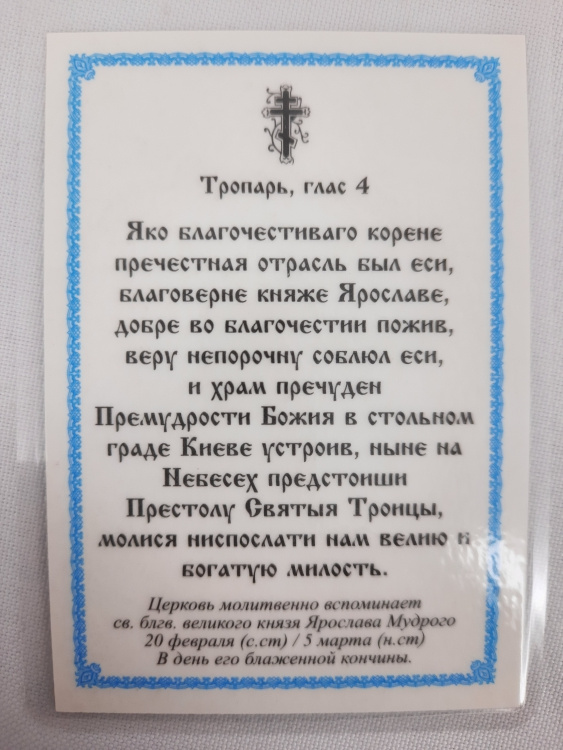 Тропарь, глас 4
Яко благочестиваго корене
пречестная отрасль был еси,
благоверне княже Ярославе,
добре во благочестии пожив,
веру непорочну соблюл еси,
и храм пречуден
Премудрости Божия в стольном
граде Киеве устроив, ныне на
Небесех предстоиши
Престолу Святыя Троицы,
молися ниспослати нам велию и
богатую милость.
Церковь молитвенно вспоминает
св. блгв. великого князя Ярослава Мудрого
20 февраля (с.ст) / 5 марта (н.ст)
В день его блаженной кончины.